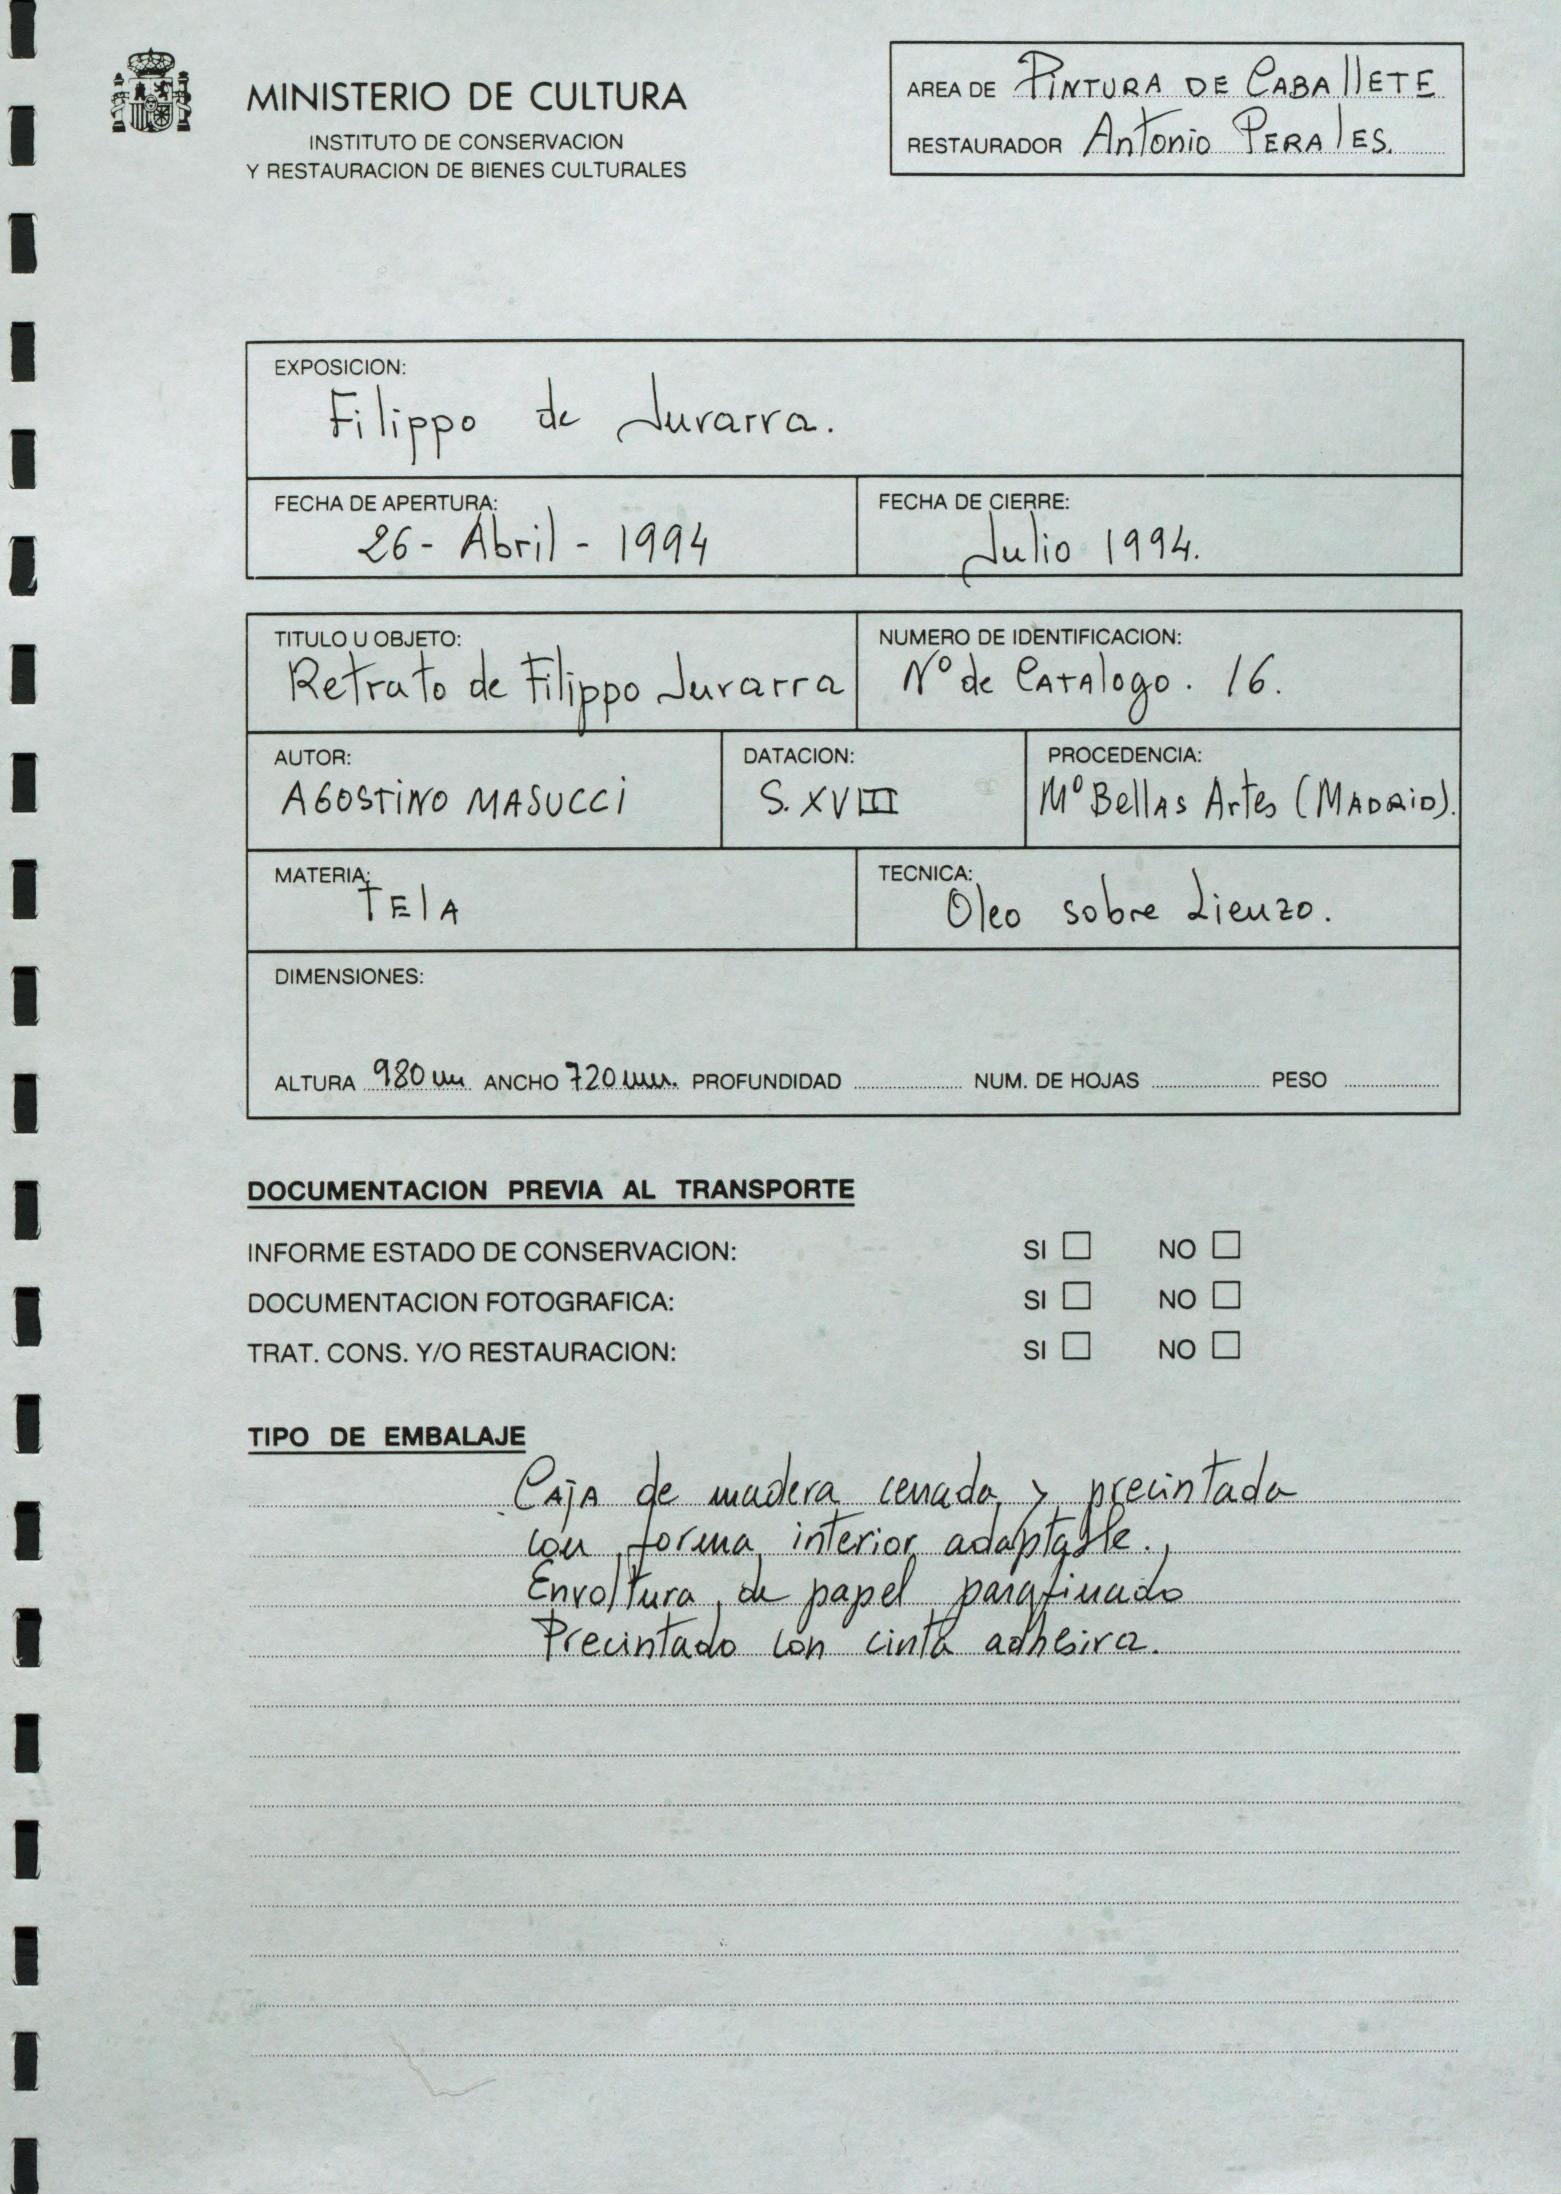 MINISTERIO DE CULTURA
INSTITUTO DE CONSERVACION
Y RESTAURACION DE BIENES CULTURALES
AREA DE PINTURA DE CABALLETE
RESTAURADOR Antonio PERALES.
EXPOSICION:
Filippo de Juvarra.
FECHA DE APERTURA:
26 - Abril - 1994
FECHA DE CIERRE:
Julio 1994.
TITULO U OBJETO:
Retrato de Filippo Juvarra
NUMERO DE IDENTIFICACION:
Nº de CATAlogo. 16.
AUTOR:
AGOSTINO MASUCCI
DATACION:
S. XVIII
PROCEDENCIA:
Mº Bellas Artes (MADRID).
MATERIA:
TELA
TECNICA:
Oleo sobre Lienzo.
DIMENSIONES:
ALTURA 980 mm ANCHO 720 mm. PROFUNDIDAD NUM. DE HOJAS PESO
DOCUMENTACION PREVIA AL TRANSPORTE
INFORME ESTADO DE CONSERVACION: SI NO
DOCUMENTACION FOTOGRAFICA: SI NO
TRAT. CONS. Y/O RESTAURACION: SI NO
TIPO DE EMBALAJE
CAJA de madera cerrada y precintada
con forma interior adaptable.
Envoltura de papel parafinado
Precintado con cinta adhesiva.